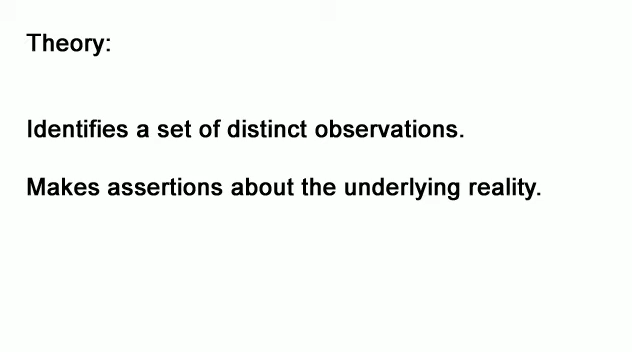 Theory:
Identifies a set of distinct observations.
Makes assertions about the underlying reality.